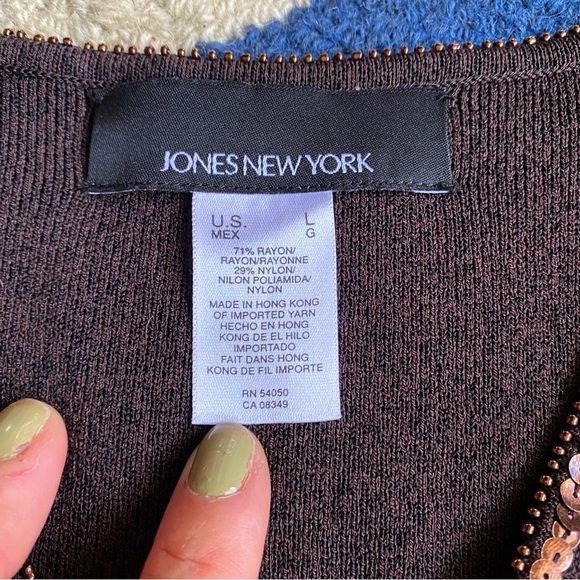 JONES NEW YORK
U.S. L
MEX G
71% RAYON/
RAYON/RAYONNE
29% NYLON/
NILON POLIAMIDA/
NYLON
MADE IN HONG KONG
OF IMPORTED YARN
HECHO EN HONG
KONG DE EL HILO
IMPORTADO
FAIT DANS HONG
KONG DE FIL IMPORTE
RN 54050
CA 08349